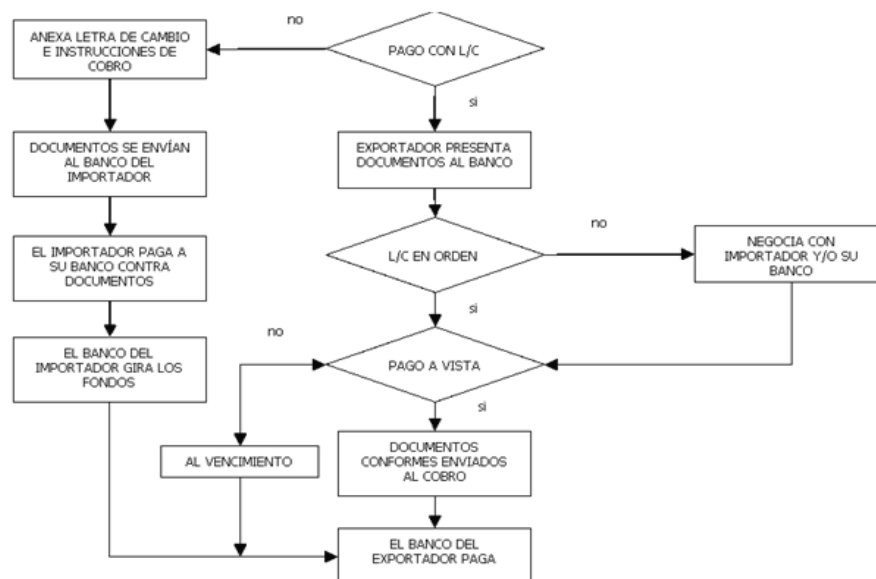 no
ANEXA LETRA DE CAMBIO
E INSTRUCCIONES DE
COBRO
PAGO CON L/C
si
DOCUMENTOS SE ENVÍAN
AL BANCO DEL
IMPORTADOR
EXPORTADOR PRESENTA
DOCUMENTOS AL BANCO
no
EL IMPORTADOR PAGA A
SU BANCO CONTRA
DOCUMENTOS
L/C EN ORDEN
NEGOCIA CON
IMPORTADOR Y/O SU
BANCO
si
no
EL BANCO DEL
IMPORTADOR GIRA LOS
FONDOS
PAGO A VISTA
si
AL VENCIMIENTO
DOCUMENTOS
CONFORMES ENVIADOS
AL COBRO
EL BANCO DEL
EXPORTADOR PAGA